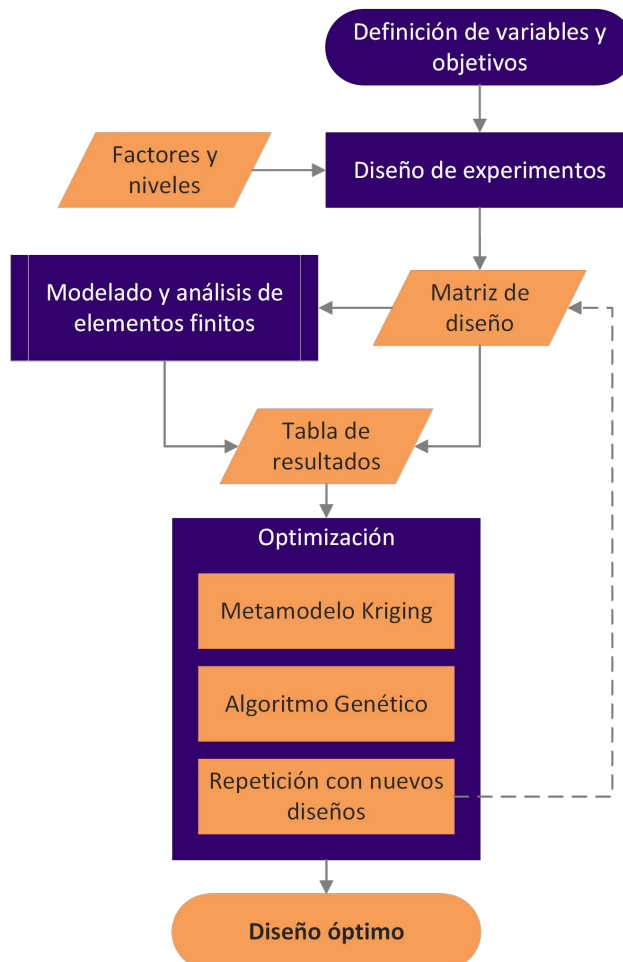 Definición de variables y
objetivos
Factores y
niveles
Diseño de experimentos
Modelado y análisis de
elementos finitos
Matriz de
diseño
Tabla de
resultados
Optimización
Metamodelo Kriging
Algoritmo Genético
Repetición con nuevos
diseños
Diseño óptimo